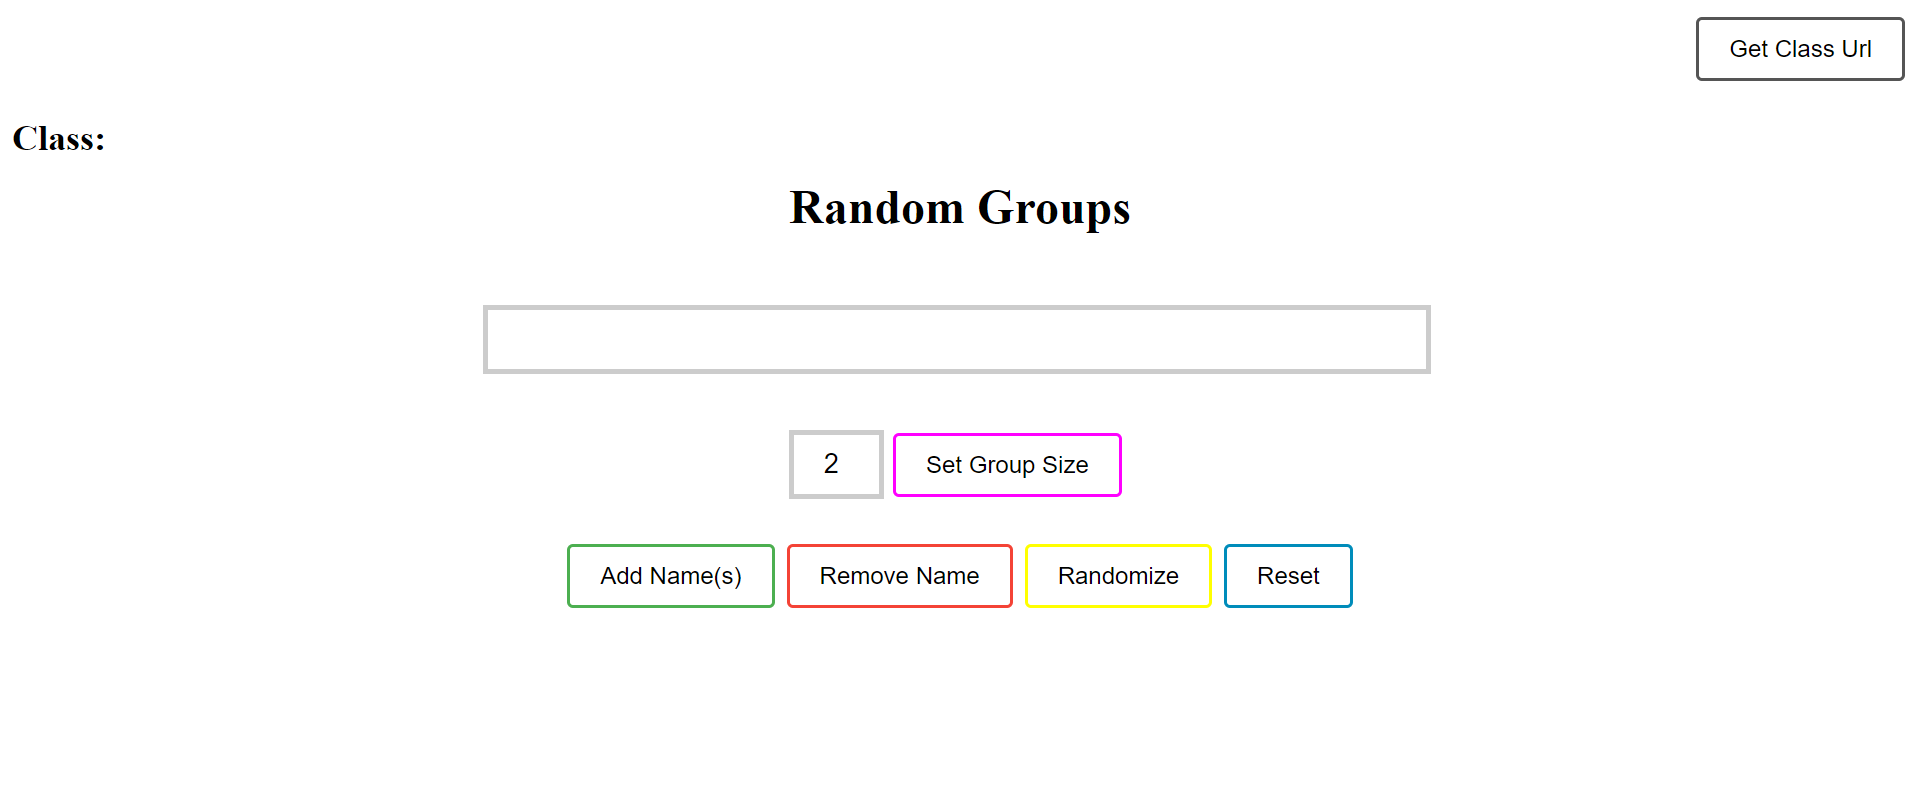 Get Class Url
Class:
Random Groups
2 Set Group Size
Add Name(s) Remove Name Randomize Reset